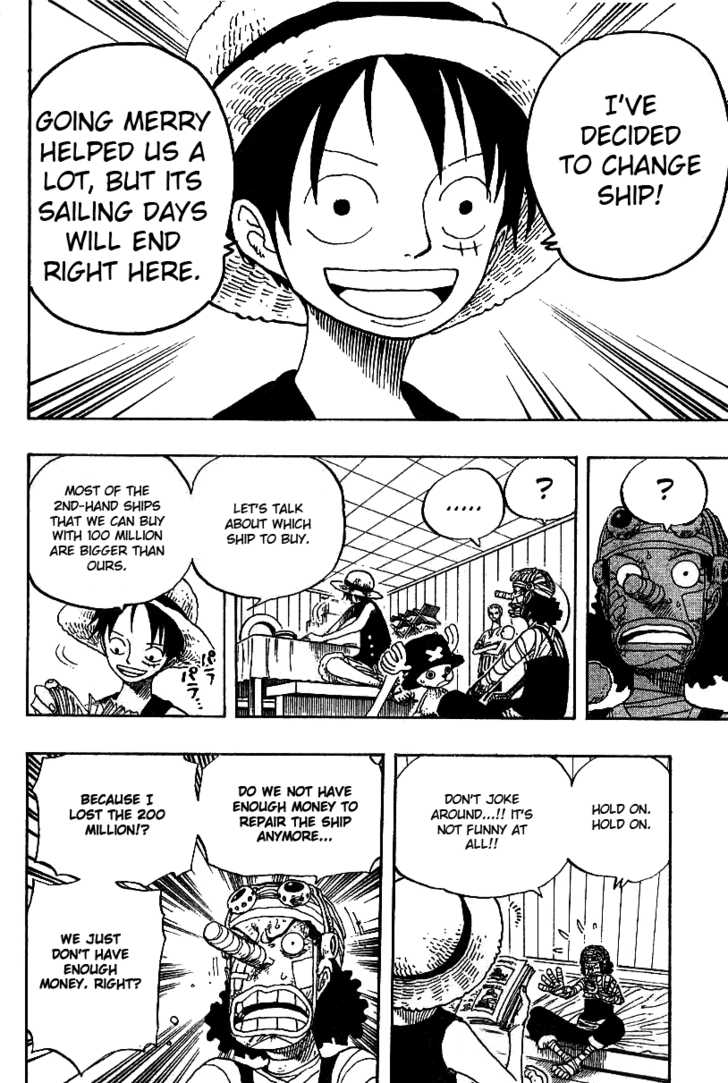 I'VE
DECIDED
TO CHANGE
SHIP!
GOING MERRY
HELPED US A
LOT, BUT ITS
SAILING DAYS
WILL END
RIGHT HERE.
?
?
.....
LET'S TALK
ABOUT WHICH
SHIP TO BUY.
MOST OF THE
2ND-HAND SHIPS
THAT WE CAN BUY
WITH 100 MILLION
ARE BIGGER THAN
OURS.
パラ
パラ
HOLD ON.
HOLD ON.
DON'T JOKE
AROUND...!! IT'S
NOT FUNNY AT
ALL!!
DO WE NOT HAVE
ENOUGH MONEY TO
REPAIR THE SHIP
ANYMORE...
BECAUSE I
LOST THE 200
MILLION!?
WE JUST
DON'T HAVE
ENOUGH
MONEY. RIGHT?